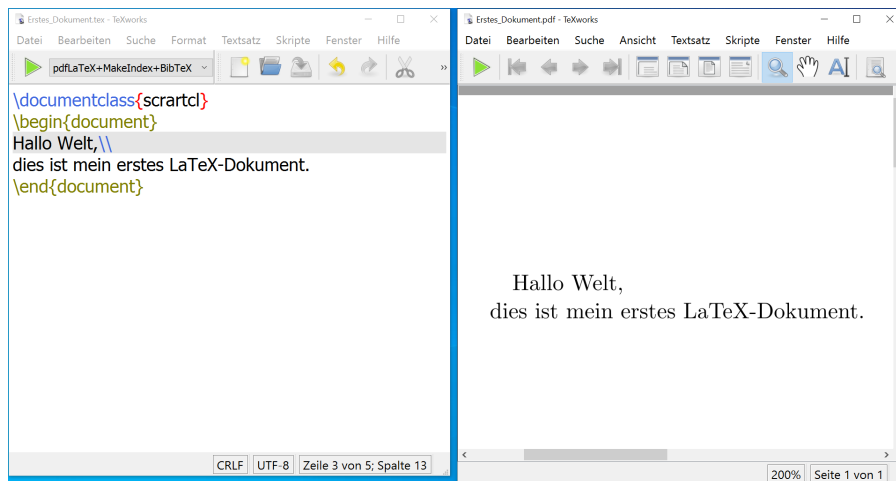 Erstes_Dokument.tex - TeXworks
Datei Bearbeiten Suche Format Textsatz Skripte Fenster Hilfe
pdfLaTeX+MakeIndex+BibTeX
»
\documentclass{scrartcl}
\begin{document}
Hallo Welt,\\
dies ist mein erstes LaTeX-Dokument.
\end{document}
CRLF UTF-8 Zeile 3 von 5; Spalte 13
Erstes_Dokument.pdf - TeXworks
Datei Bearbeiten Suche Ansicht Textsatz Skripte Fenster Hilfe
Hallo Welt,
dies ist mein erstes LaTeX-Dokument.
200% Seite 1 von 1